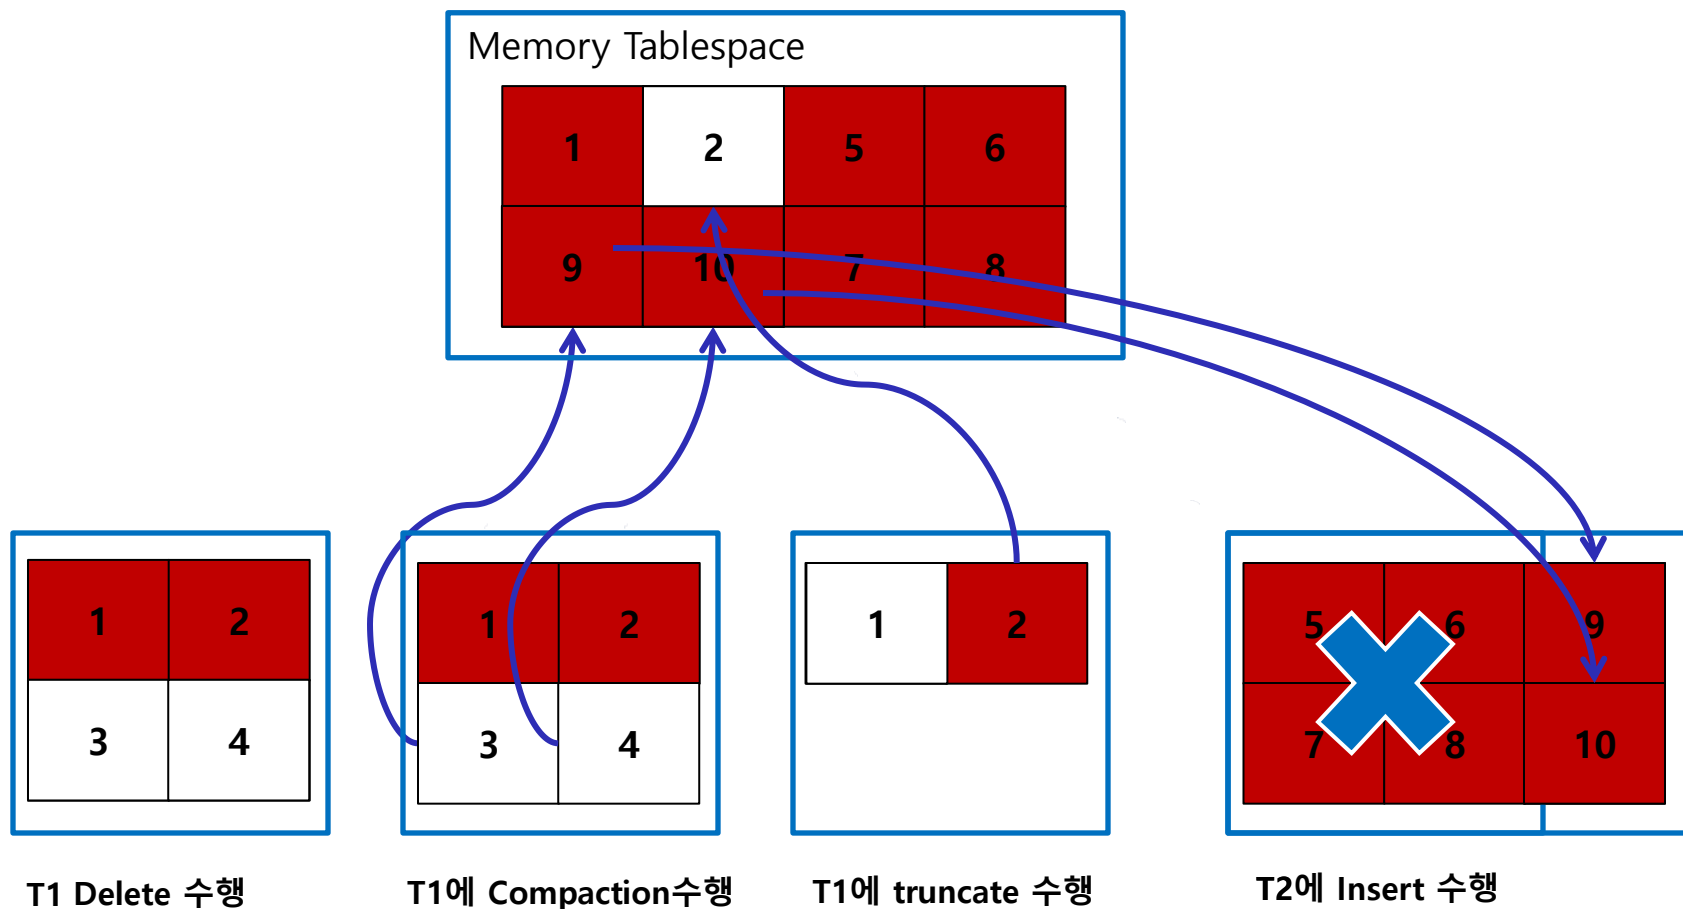 Memory Tablespace
1 2 5 6
9 10 7 8
1 2
3 4
1 2
3 4
1 2
5 6 9
7 8 10
T1 Delete 수행
T1에 Compaction수행
T1에 truncate 수행
T2에 Insert 수행